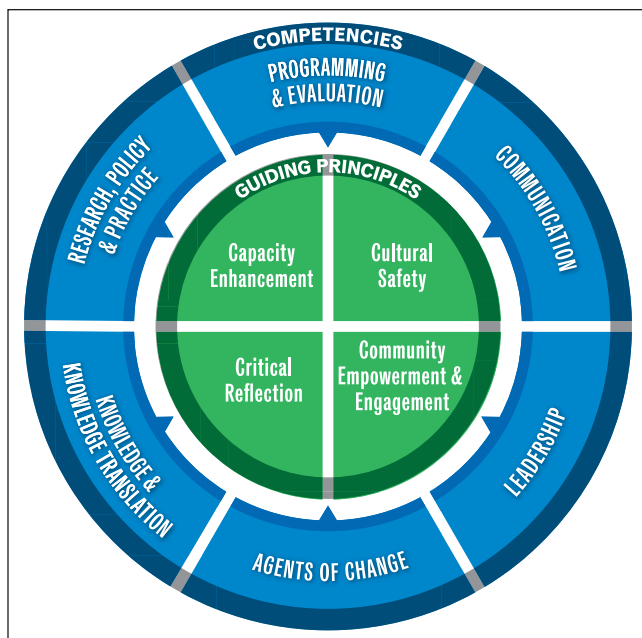 COMPETENCIES
PROGRAMMING
& EVALUATION
COMMUNICATION
LEADERSHIP
AGENTS OF CHANGE
KNOWLEDGE &
KNOWLEDGE TRANSLATION
RESEARCH, POLICY
& PRACTICE
GUIDING PRINCIPLES
Capacity
Enhancement
Cultural
Safety
Critical
Reflection
Community
Empowerment &
Engagement